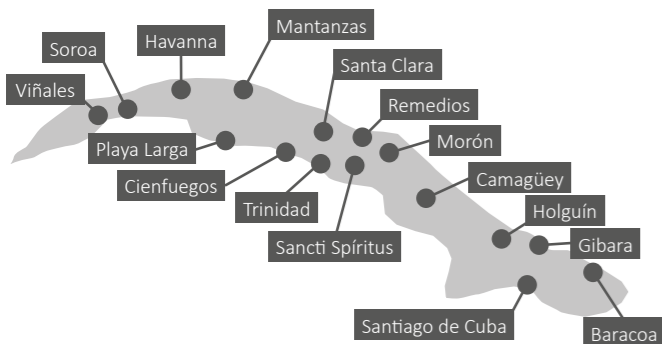 Mantanzas
Havanna
Soroa
Santa Clara
Viñales
Remedios
Morón
Playa Larga
Camagüey
Cienfuegos
Trinidad
Holguín
Sancti Spíritus
Gibara
Santiago de Cuba
Baracoa